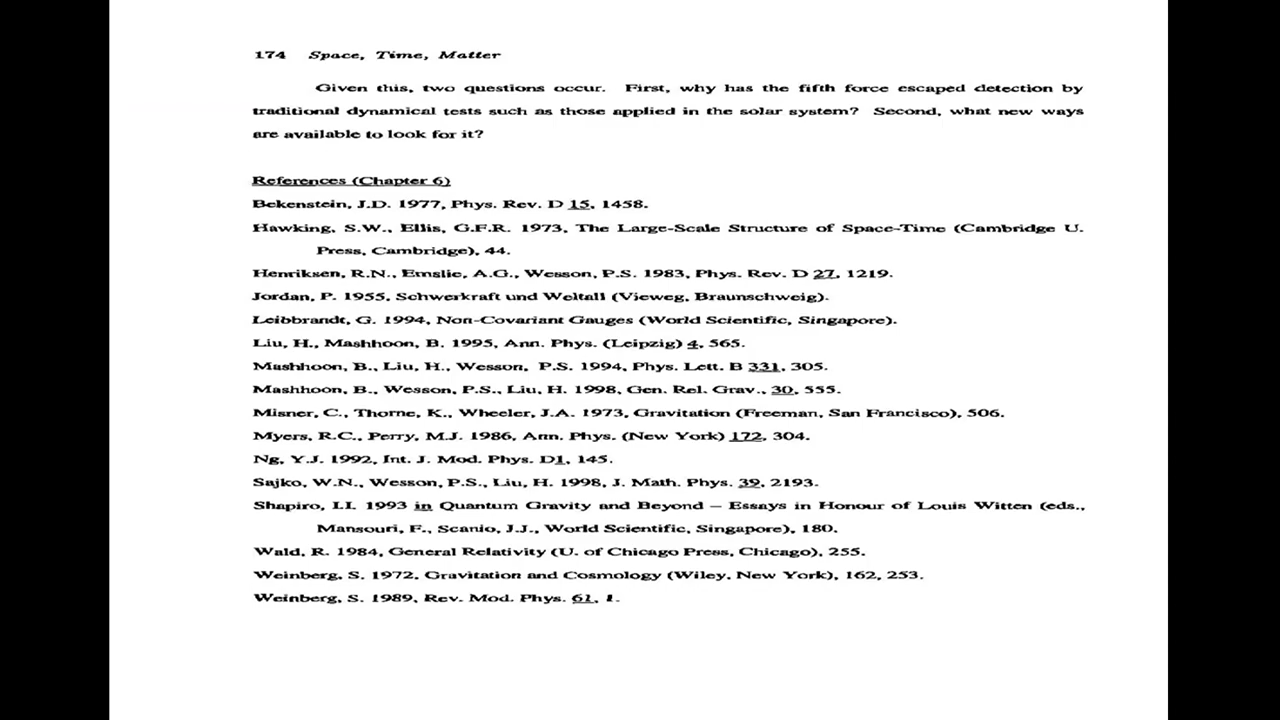 174 Space, Time, Matter
Given this, two questions occur. First, why has the fifth force escaped detection by
traditional dynamical tests such as those applied in the solar system? Second, what new ways
are available to look for it?
References (Chapter 6)
Bekenstein, J.D. 1977, Phys. Rev. D 15, 1458.
Hawking, S.W., Ellis, G.F.R. 1973, The Large-Scale Structure of Space-Time (Cambridge U.
Press, Cambridge), 44.
Henriksen, R.N., Emslie, A.G., Wesson, P.S. 1983, Phys. Rev. D 27, 1219.
Jordan, P. 1955, Schwerkraft und Weltall (Vieweg, Braunschweig).
Leibbrandt, G. 1994, Non-Covariant Gauges (World Scientific, Singapore).
Liu, H., Mashhoon, B. 1995, Ann. Phys. (Leipzig) 4, 565.
Mashhoon, B., Liu, H., Wesson, P.S. 1994, Phys. Lett. B 331, 305.
Mashhoon, B., Wesson, P.S., Liu, H. 1998, Gen. Rel. Grav., 30, 555.
Misner, C., Thorne, K., Wheeler, J.A. 1973, Gravitation (Freeman, San Francisco), 506.
Myers, R.C., Perry, M.J. 1986, Ann. Phys. (New York) 172, 304.
Ng, Y.J. 1992, Int. J. Mod. Phys. D1, 145.
Sajko, W.N., Wesson, P.S., Liu, H. 1998, J. Math. Phys. 39, 2193.
Shapiro, I.I. 1993 in Quantum Gravity and Beyond – Essays in Honour of Louis Witten (eds.,
Mansouri, F., Scanio, J.J., World Scientific, Singapore), 180.
Wald, R. 1984, General Relativity (U. of Chicago Press, Chicago), 255.
Weinberg, S. 1972, Gravitation and Cosmology (Wiley, New York), 162, 253.
Weinberg, S. 1989, Rev. Mod. Phys. 61, 1.